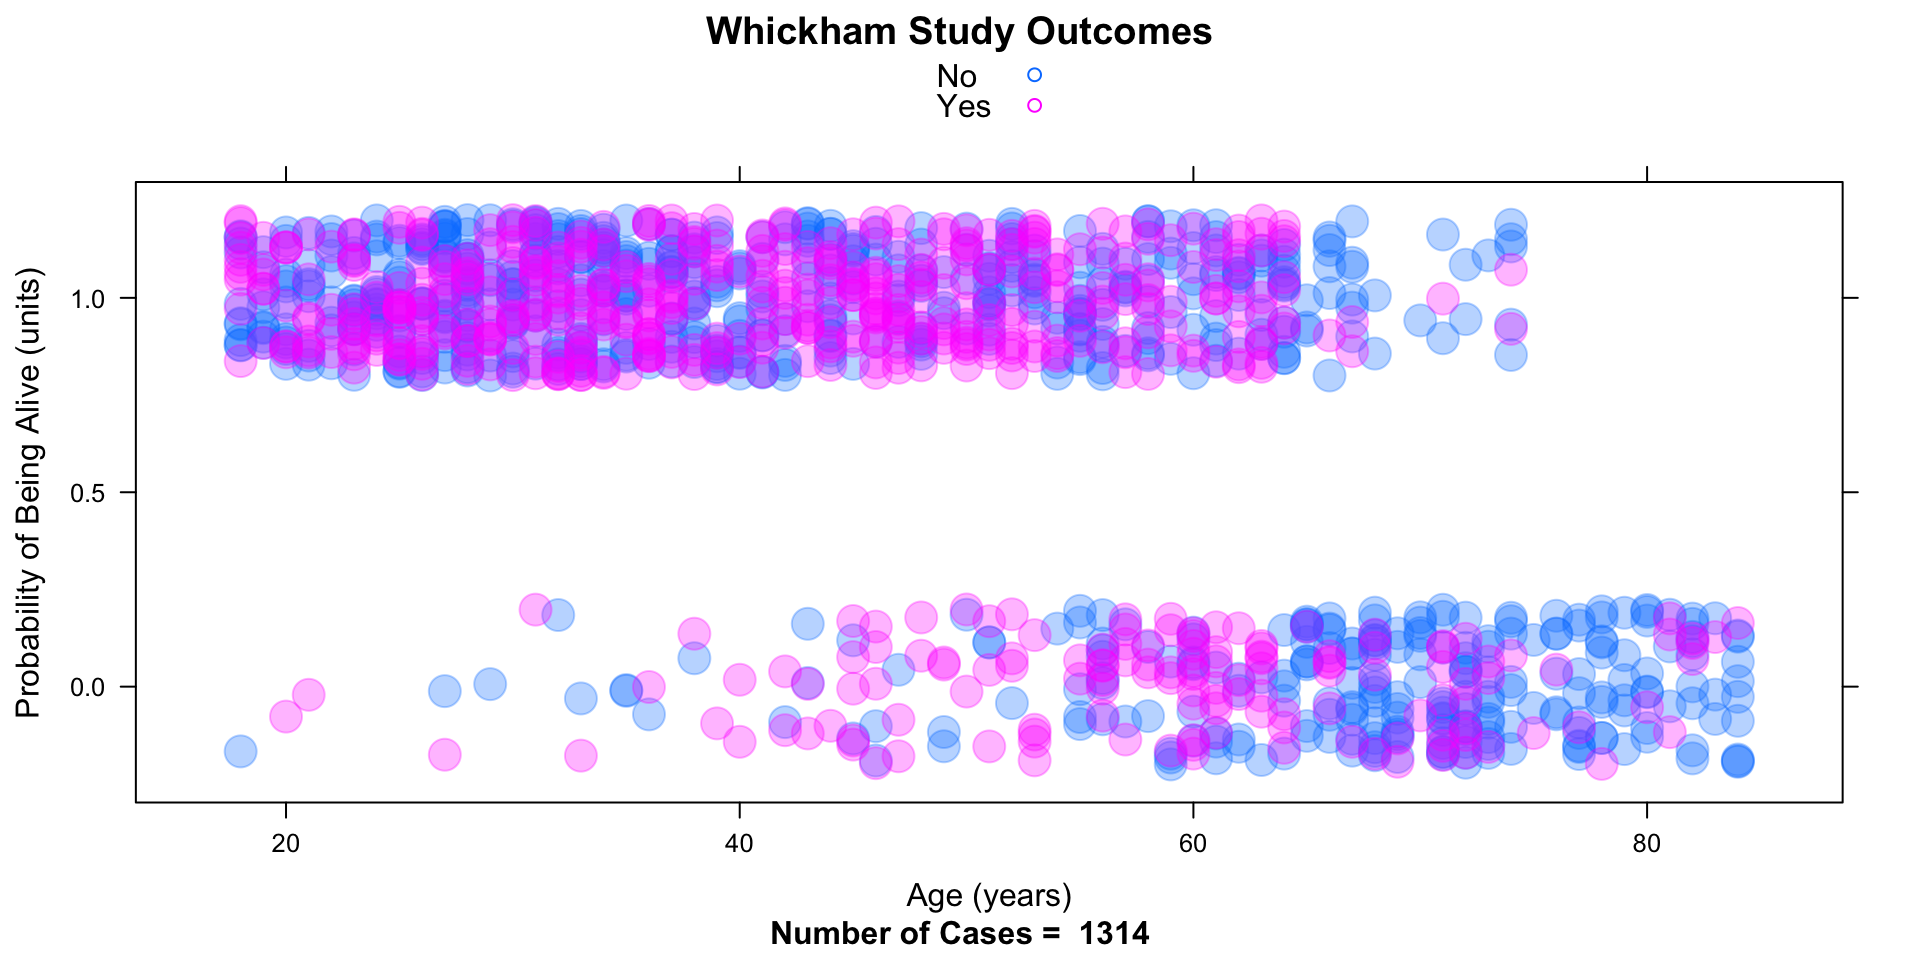 Whickham Study Outcomes
No
Yes
Probability of Being Alive (units)
1.0
0.5
0.0
20 40 60 80
Age (years)
Number of Cases = 1314